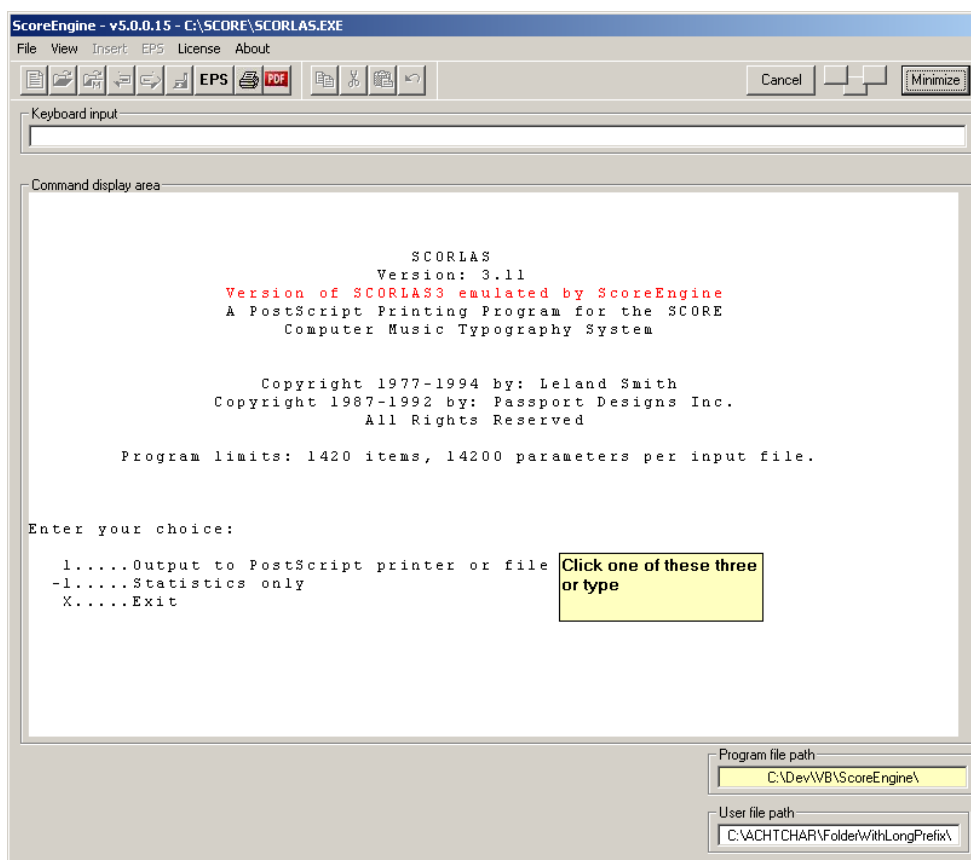 ScoreEngine - v5.0.0.15 - C:\SCORE\SCORLAS.EXE
File View Insert EPS License About
EPS PDF Cancel Minimize
Keyboard input
Command display area
SCORLAS
Version: 3.11
Version of SCORLAS3 emulated by ScoreEngine
A PostScript Printing Program for the SCORE
Computer Music Typography System
Copyright 1977-1994 by: Leland Smith
Copyright 1987-1992 by: Passport Designs Inc.
All Rights Reserved
Program limits: 1420 items, 14200 parameters per input file.
Enter your choice:
1.....Output to PostScript printer or file
-1.....Statistics only
X.....Exit
Click one of these three
or type
Program file path
C:\Dev\VB\ScoreEngine\
User file path
C:\ACHTCHAR\FolderWithLongPrefix\